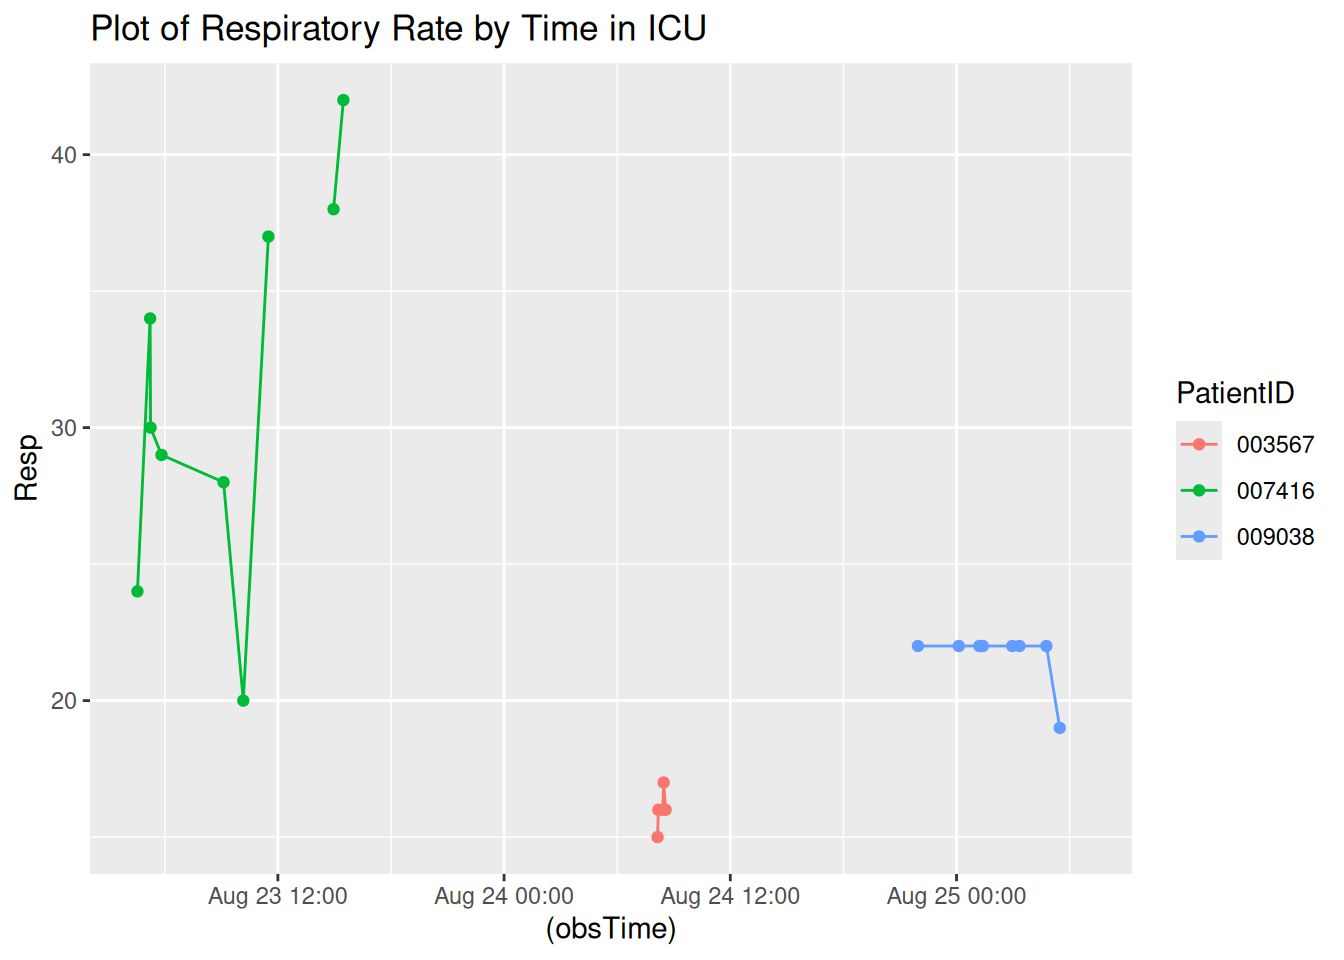 Plot of Respiratory Rate by Time in ICU
40
30
20
Resp
Aug 23 12:00
Aug 24 00:00
Aug 24 12:00
Aug 25 00:00
(obsTime)
PatientID
003567
007416
009038